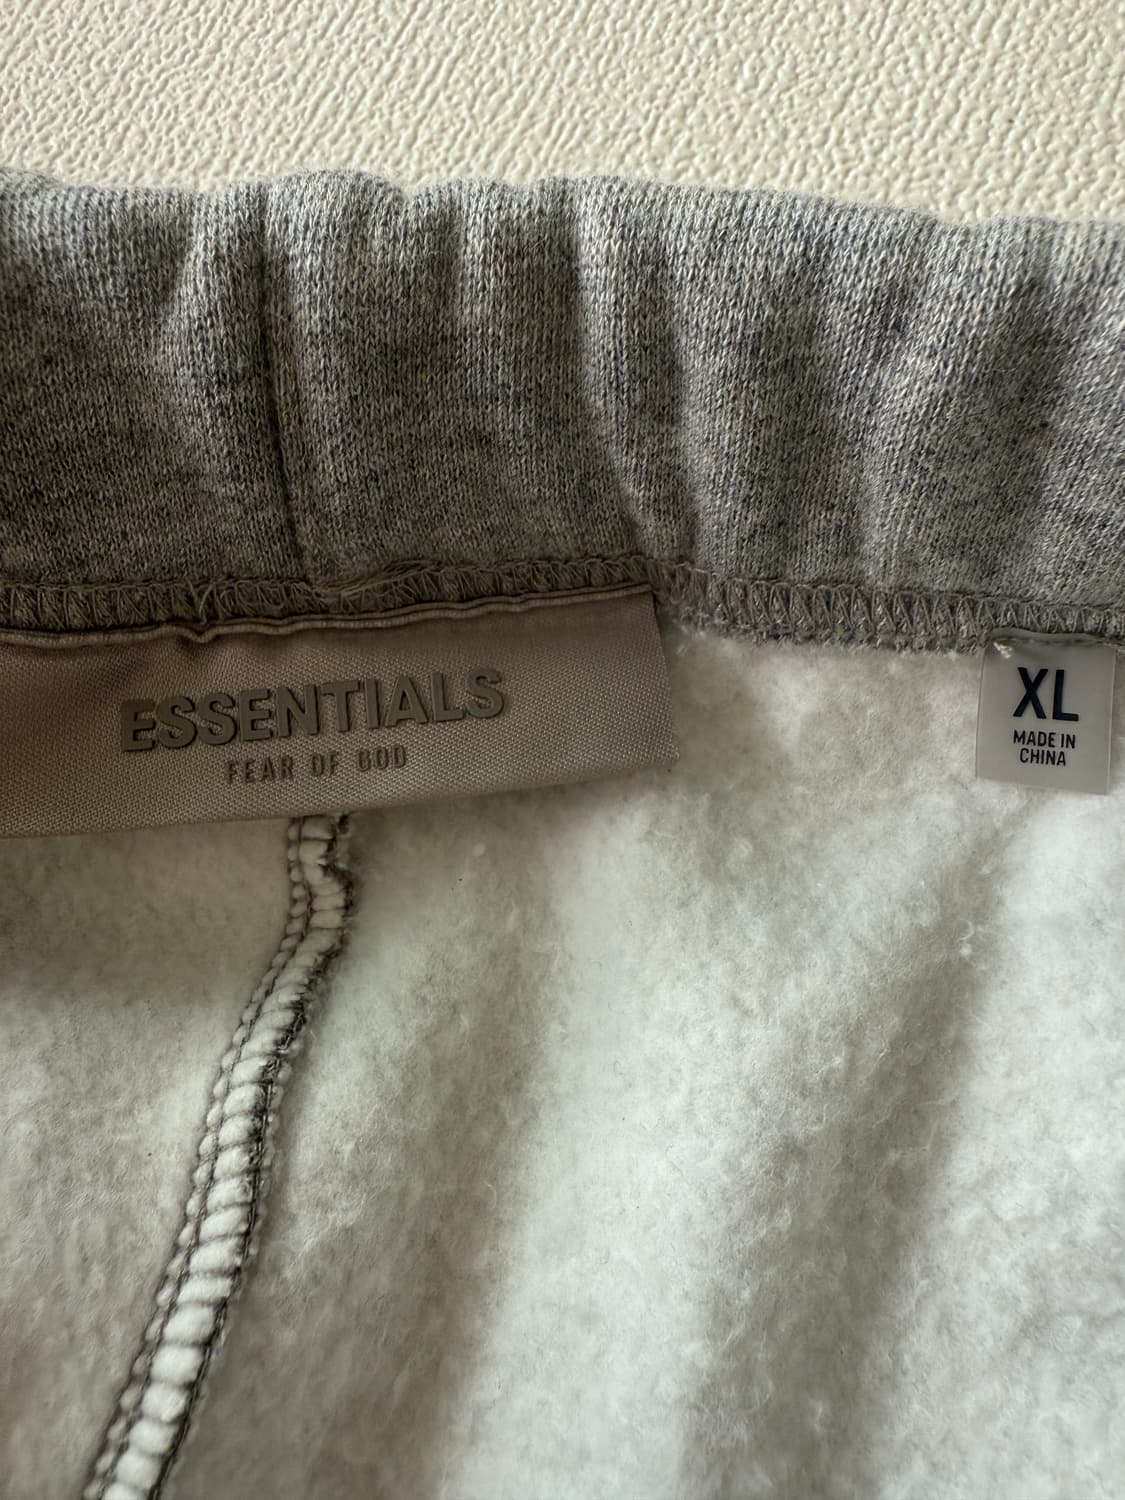 ESSENTIALS
FEAR OF GOD
XL
MADE IN
CHINA